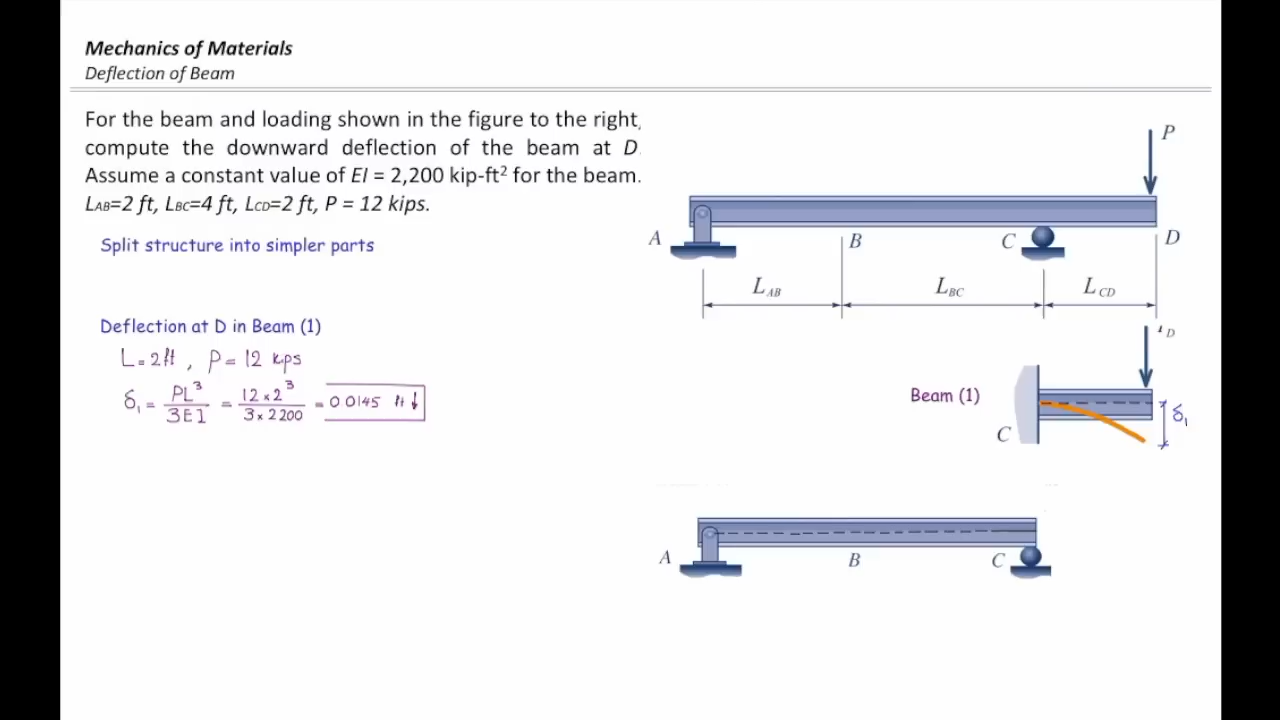 Mechanics of Materials
Deflection of Beam
For the beam and loading shown in the figure to the right,
compute the downward deflection of the beam at D.
Assume a constant value of EI = 2,200 kip-ft² for the beam.
LAB=2 ft, LBC=4 ft, LCD=2 ft, P = 12 kips.
Split structure into simpler parts
Deflection at D in Beam (1)
L=2ft , P= 12 kips
δ₁ = PL³/3EI = 12×2³/3×2200 = 0.0145 ft ↓
P
A
B
C
D
LAB
LBC
LCD
D
Beam (1)
δ₁
C
A
B
C